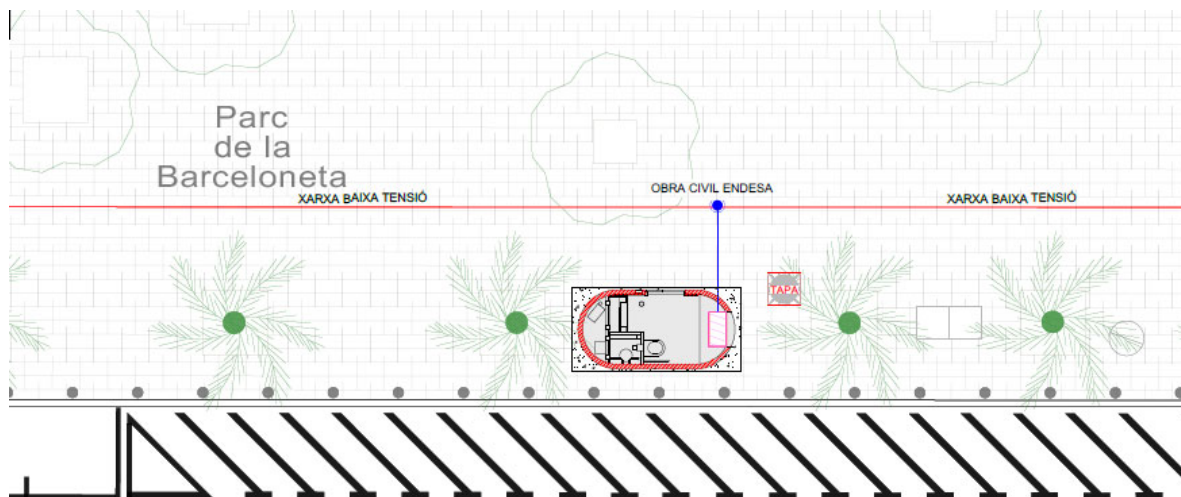 Parc
de la
Barceloneta
XARXA BAIXA TENSIÓ
OBRA CIVIL ENDESA
XARXA BAIXA TENSIÓ
TAPA